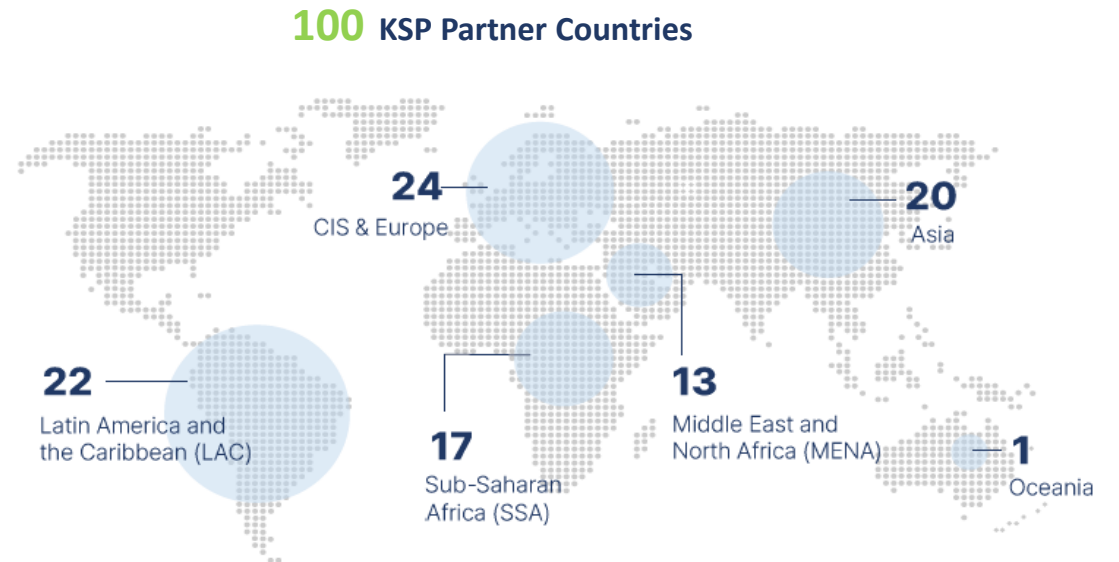 100 KSP Partner Countries
24
CIS & Europe
20
Asia
22
Latin America and
the Caribbean (LAC)
17
Sub-Saharan
Africa (SSA)
13
Middle East and
North Africa (MENA)
1
Oceania